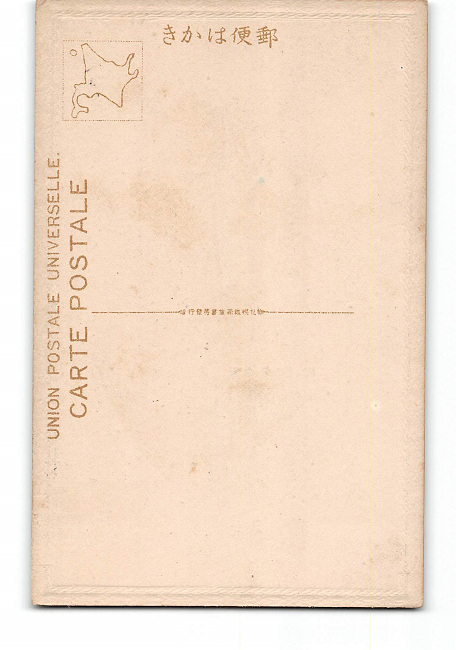 きかは便郵
UNION POSTALE UNIVERSELLE.
CARTE POSTALE